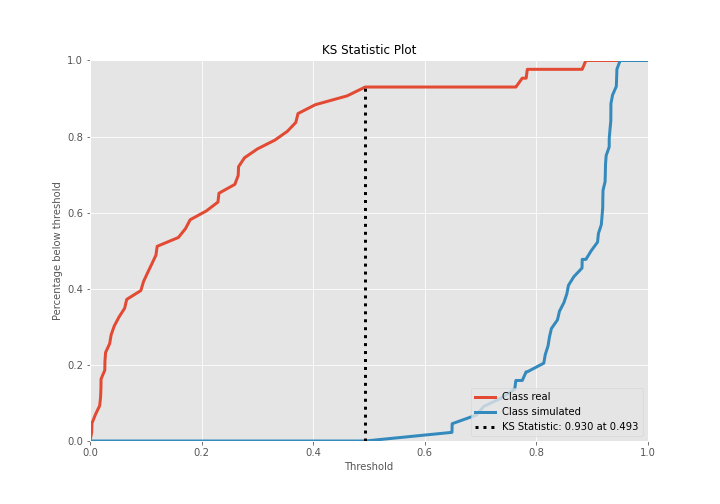 KS Statistic Plot
1.0
0.8
0.6
0.4
0.2
0.0
Percentage below threshold
Class real
Class simulated
KS Statistic: 0.930 at 0.493
0.0 0.2 0.4 0.6 0.8 1.0
Threshold